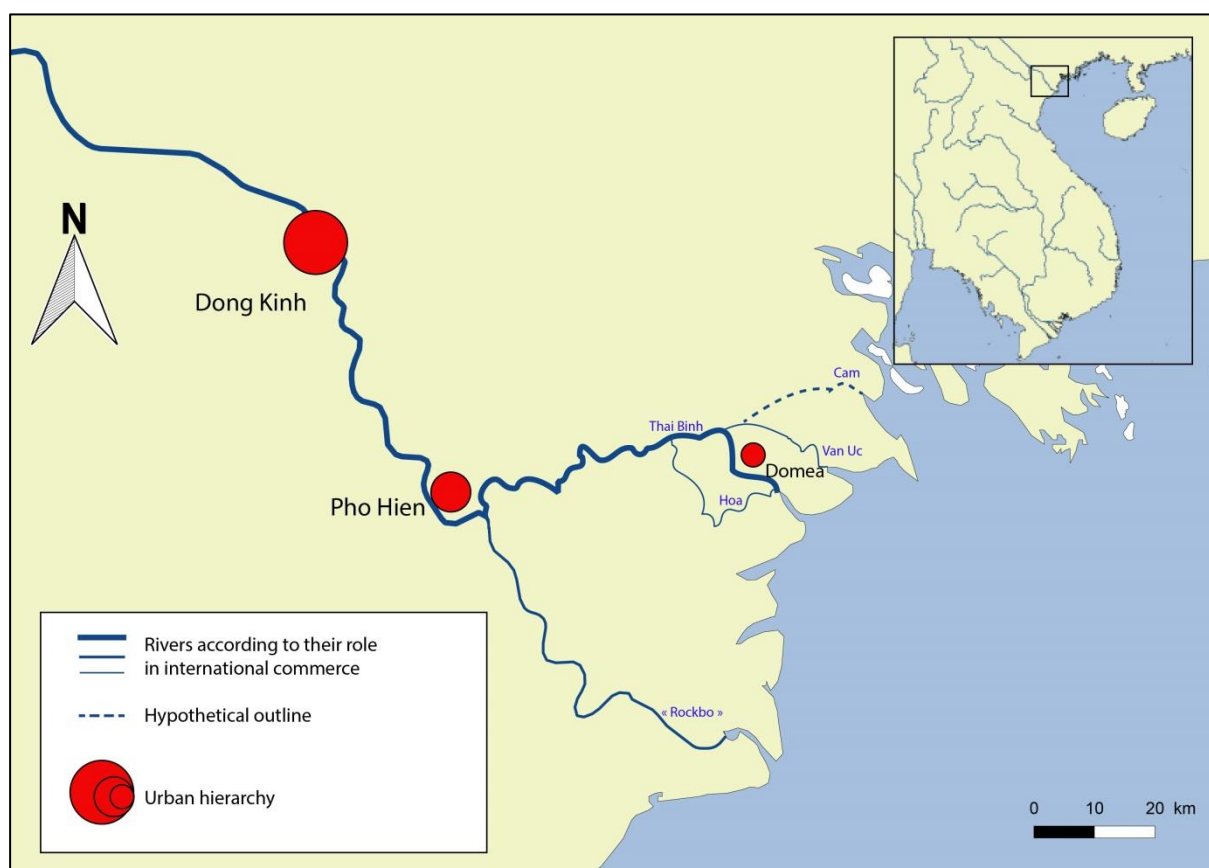 N
Dong Kinh
Cam
Thai Binh
Van Uc
Domea
Pho Hien
Hoa
Rivers according to their role
in international commerce
« Rockbo »
Hypothetical outline
Urban hierarchy
0 10 20 km